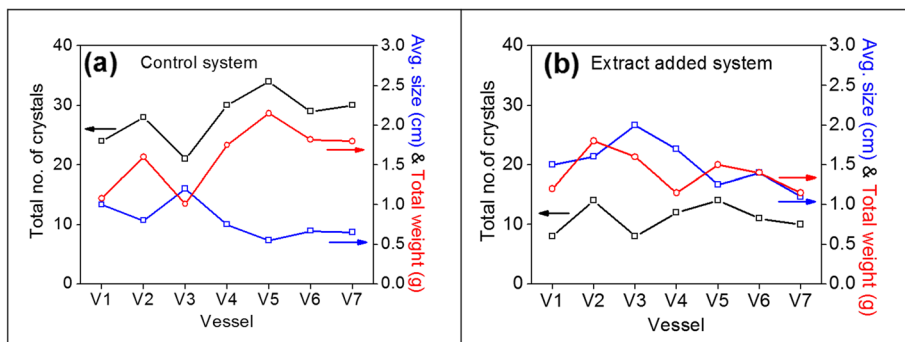 (a) Control system
Total no. of crystals
40
30
20
10
0
3.0
2.5
2.0
1.5
1.0
0.5
0.0
Avg. size (cm) & Total weight (g)
V1 V2 V3 V4 V5 V6 V7
Vessel
(b) Extract added system
Total no. of crystals
40
30
20
10
0
3.0
2.5
2.0
1.5
1.0
0.5
0.0
Avg. size (cm) & Total weight (g)
V1 V2 V3 V4 V5 V6 V7
Vessel